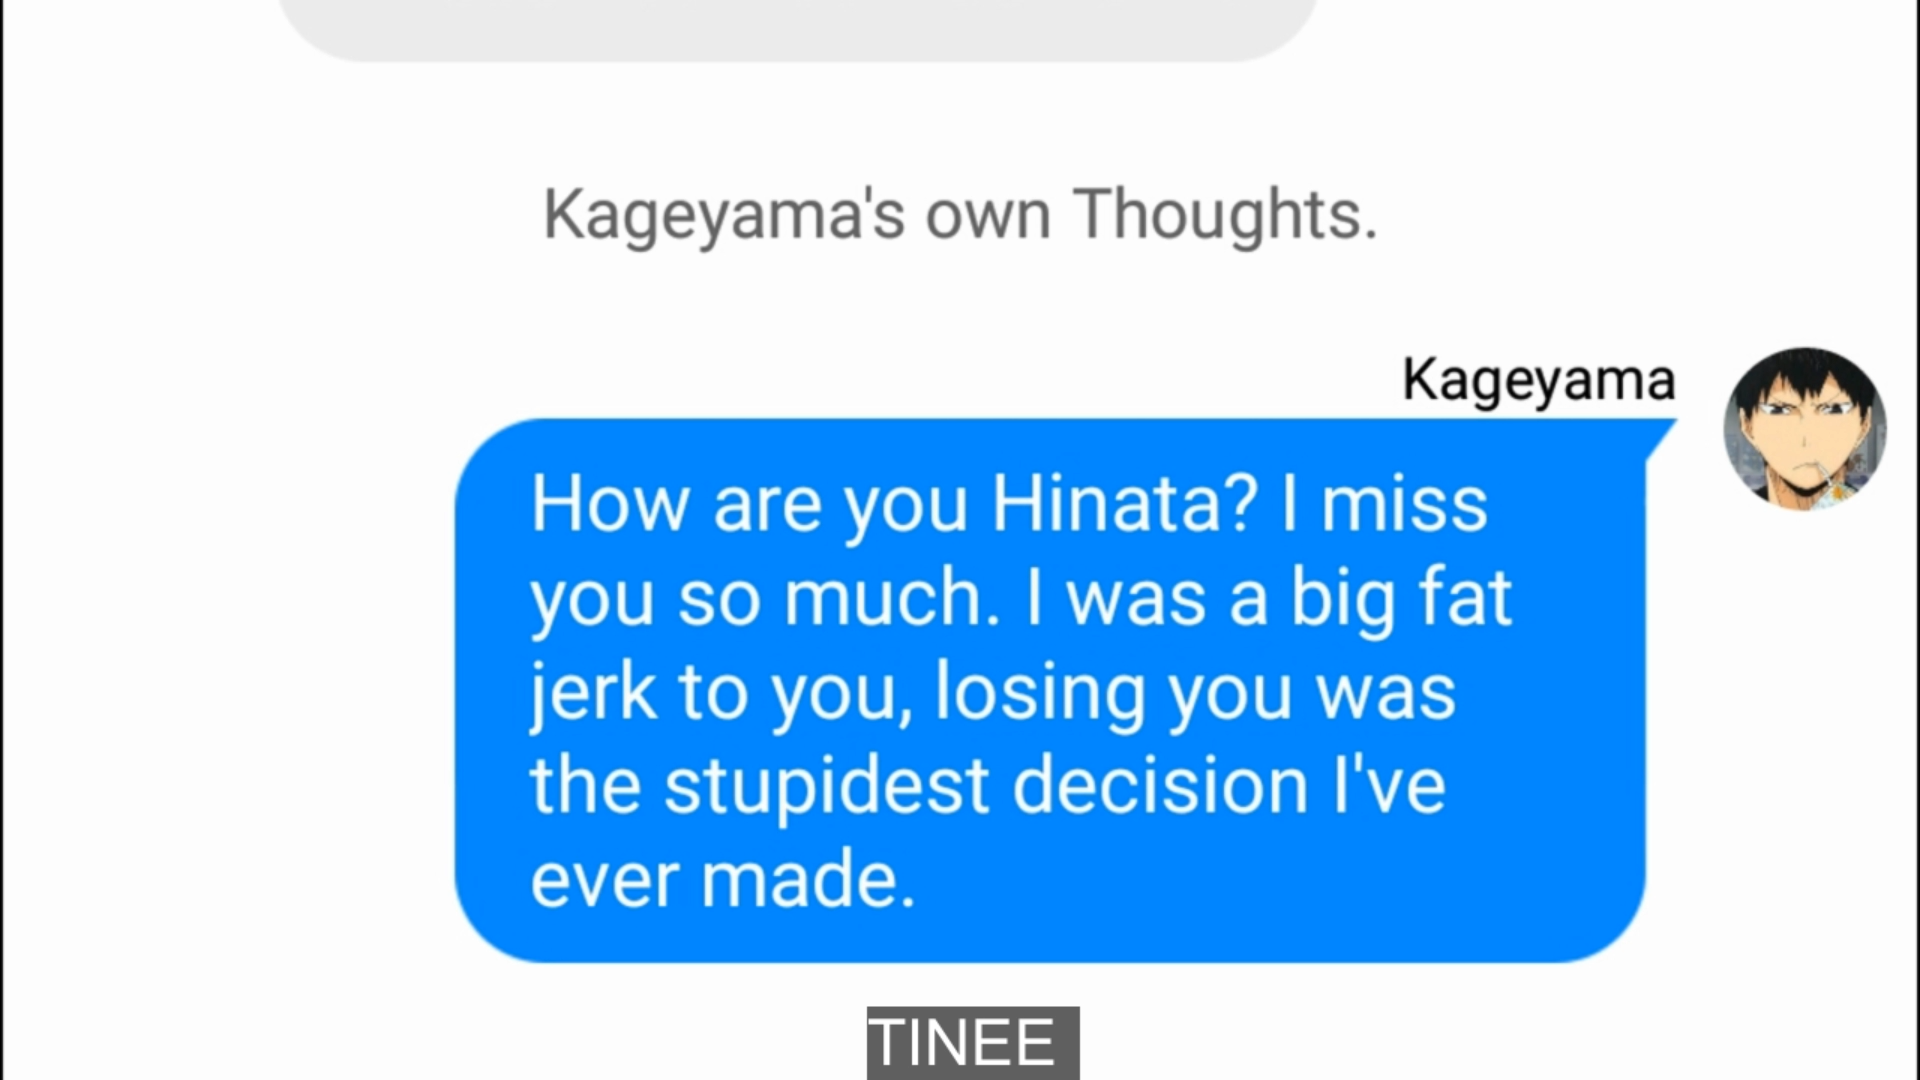 Kageyama's own Thoughts.
Kageyama
How are you Hinata? I miss
you so much. I was a big fat
jerk to you, losing you was
the stupidest decision I've
ever made.
TINEE